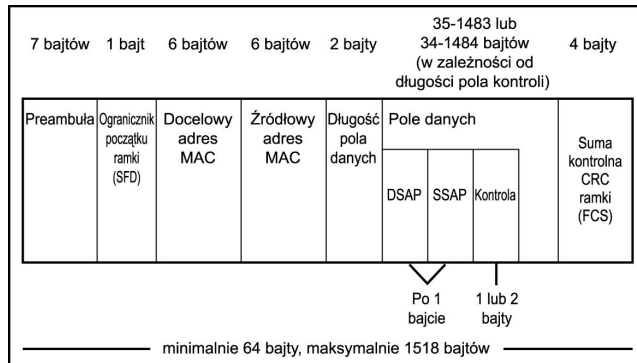 7 bajtów
1 bajt
6 bajtów
6 bajtów
2 bajty
35-1483 lub
34-1484 bajtów
(w zależności od
długości pola kontroli)
4 bajty
Preambuła
Ogranicznik
początku
ramki
(SFD)
Docelowy
adres
MAC
Źródłowy
adres
MAC
Długość
pola
danych
Pole danych
DSAP
SSAP
Kontrola
Suma
kontrolna
CRC
ramki
(FCS)
Po 1
bajcie
1 lub 2
bajty
minimalnie 64 bajty, maksymalnie 1518 bajtów